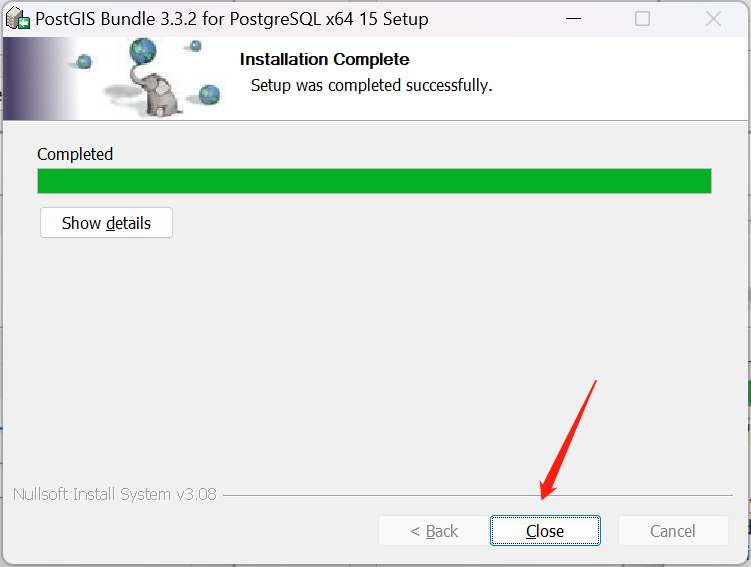 PostGIS Bundle 3.3.2 for PostgreSQL x64 15 Setup
Installation Complete
Setup was completed successfully.
Completed
Show details
Nullsoft Install System v3.08
< Back
Close
Cancel